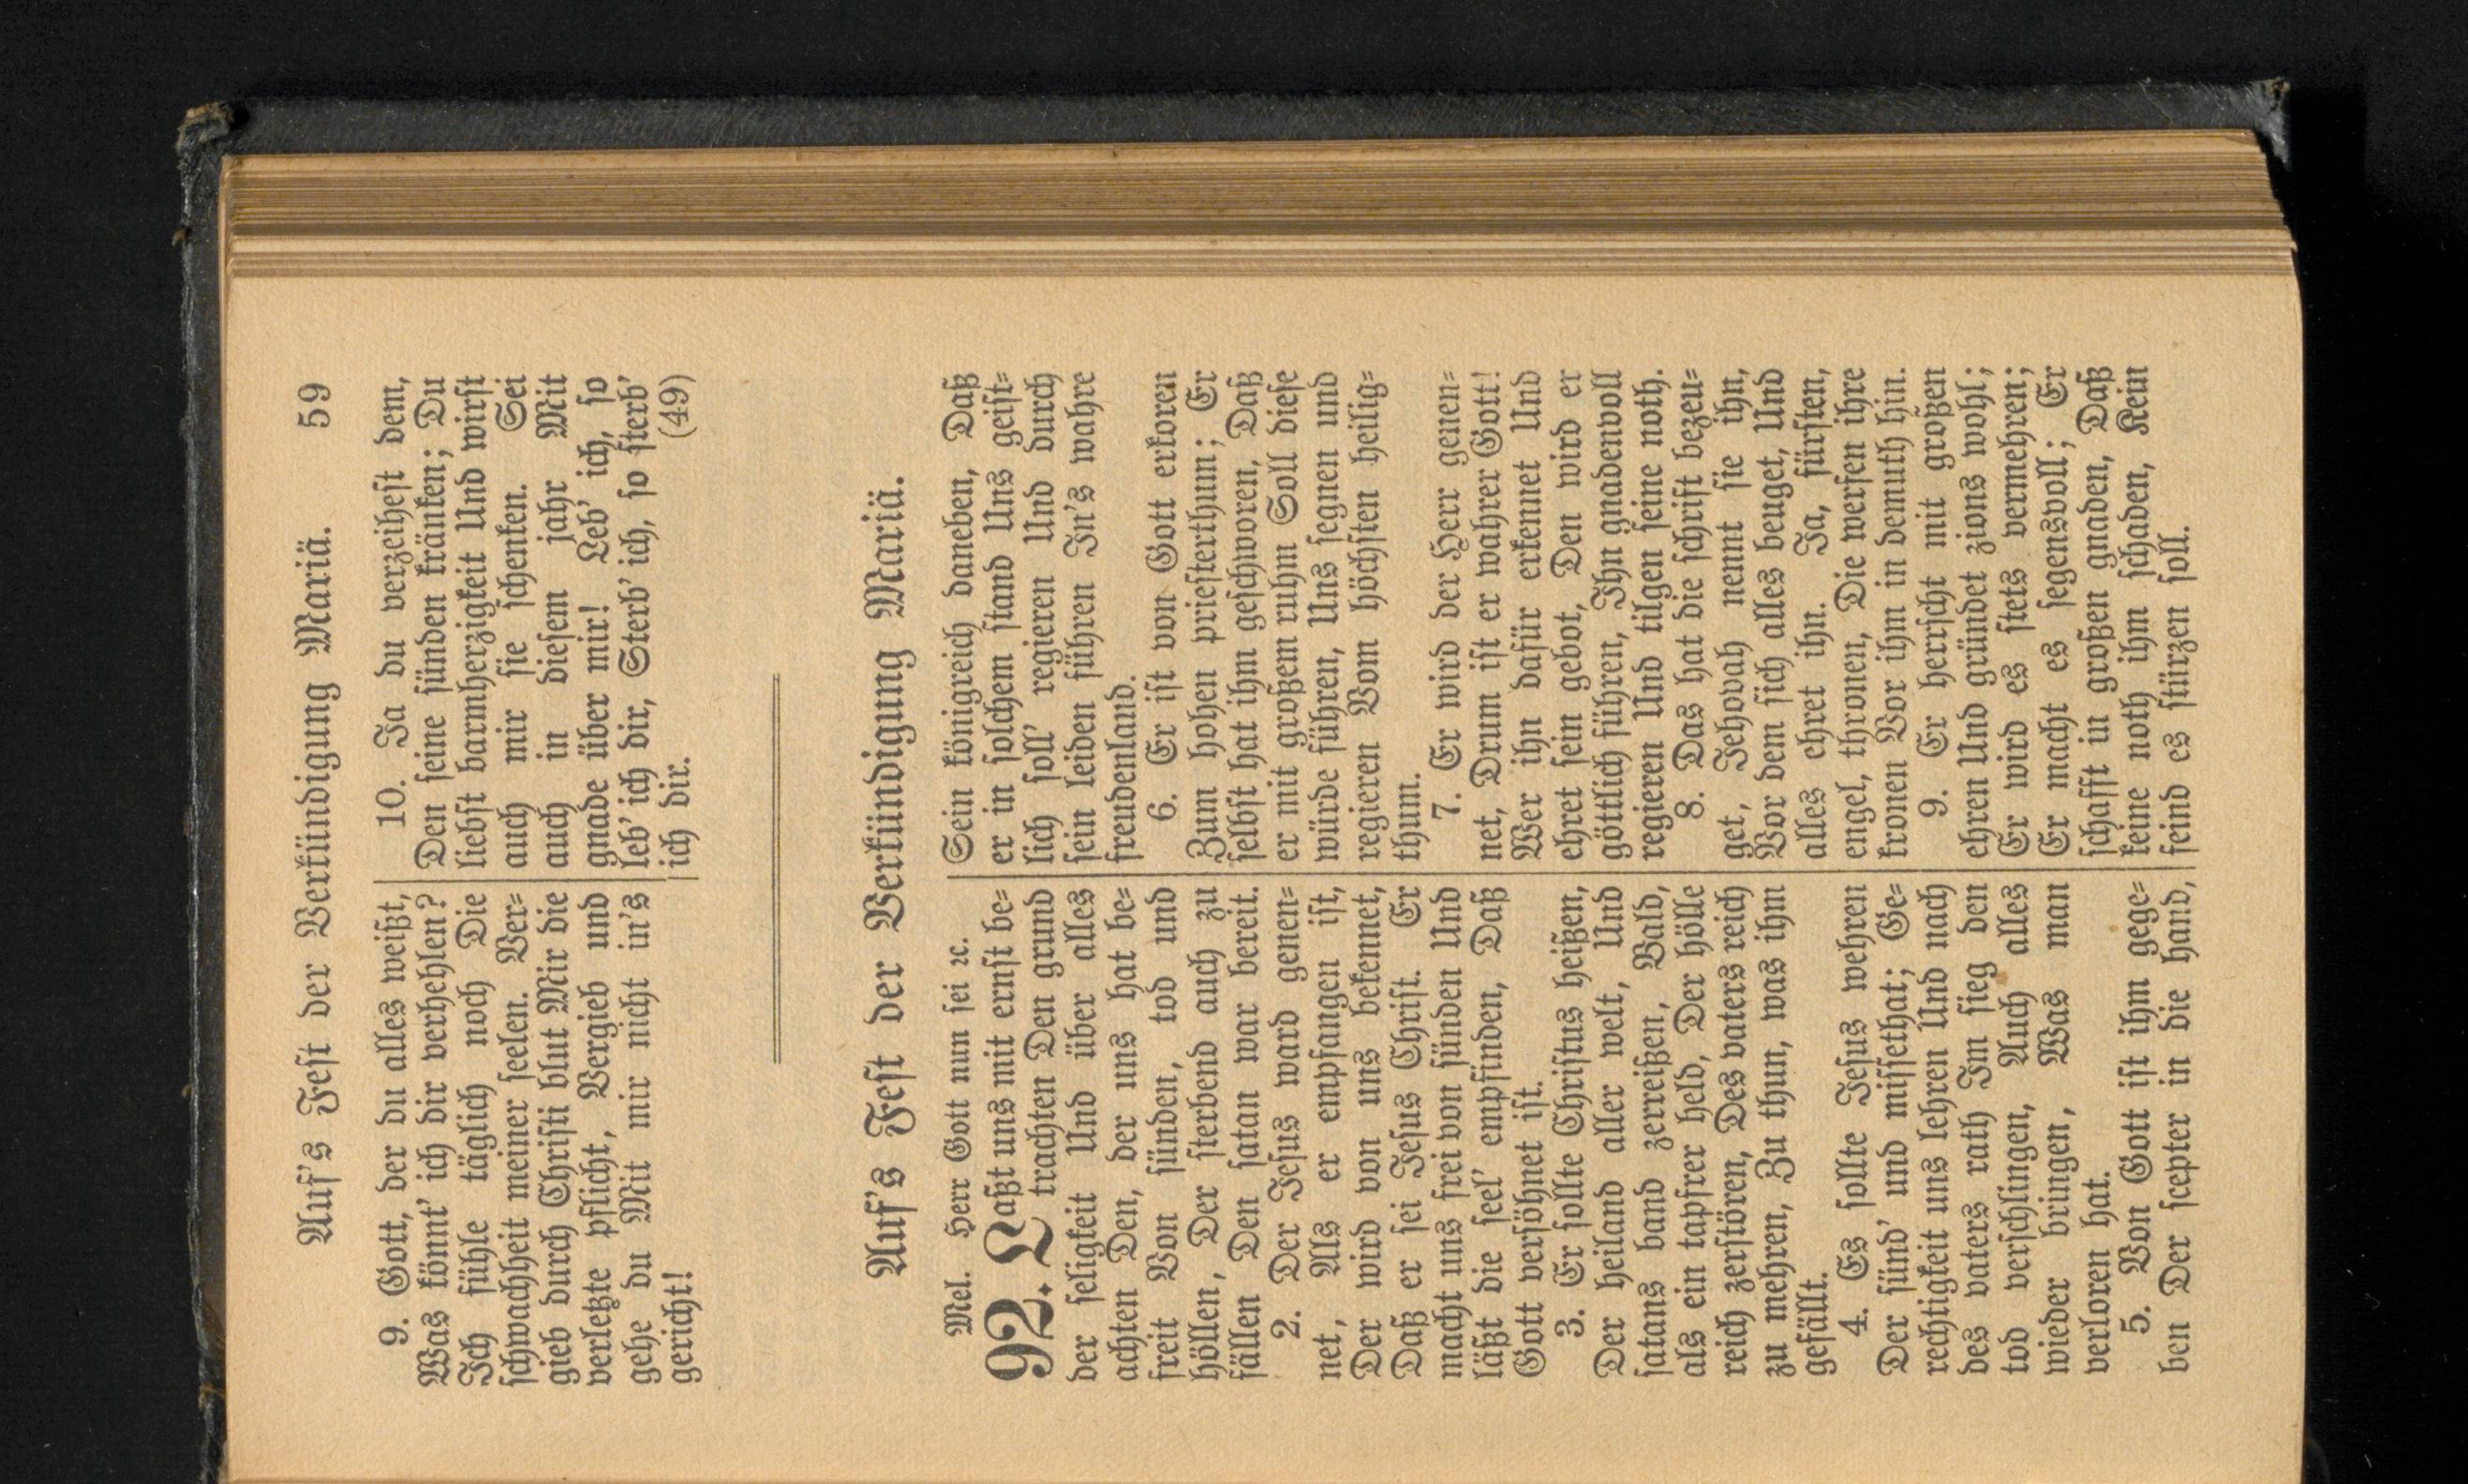 Auf's Fest der Verkündigung Mariä. 59
9. Gott, der du alles weißt,
Was könnt' ich dir verhehlen?
Ich fühle täglich noch Die
schwachheit meiner seelen. Ver=
gieb durch Christi blut Mir die
verletzte pflicht, Vergieb und
gehe du Mit mir nicht in's
gericht!
10. Ja du verzeihest dem,
Den seine sünden kränken; Du
liebst barmherzigkeit Und wirst
auch mir sie schenken. Sei
auch in diesem jahr Mit
gnade über mir! Leb' ich, so
leb' ich dir, Sterb' ich, so sterb'
ich dir. (49)
Auf's Fest der Verkündigung Mariä.
Mel. Herr Gott nun sei ꝛc.
92. Laßt uns mit ernst be=
trachten Den grund
der seligkeit Und über alles
achten Den, der uns hat be=
freit Von sünden, tod und
höllen, Der sterbend auch zu
fällen Den satan war bereit.
2. Der Jesus ward genen=
net, Als er empfangen ist,
Der wird von uns bekennet,
Daß er sei Jesus Christ. Er
macht uns frei von sünden Und
läßt die seel' empfinden, Daß
Gott versöhnet ist.
3. Er sollte Christus heißen,
Der heiland aller welt, Und
satans band zerreißen, Bald,
als ein tapfrer held, Der hölle
reich zerstören, Des vaters reich
zu mehren, Zu thun, was ihm
gefällt.
4. Es sollte Jesus wehren
Der sünd' und missethat; Ge=
rechtigkeit uns lehren Und nach
des vaters rath Im sieg den
tod verschlingen, Auch alles
wieder bringen, Was man
verloren hat.
5. Von Gott ist ihm gege=
ben Der scepter in die hand,
Sein königreich daneben, Daß
er in solchem stand Uns geist=
lich soll' regieren Und durch
sein leiden führen In's wahre
freudenland.
6. Er ist von Gott erkoren
Zum hohen priesterthum; Er
selbst hat ihm geschworen, Daß
er mit großem ruhm Soll diese
würde führen, Uns segnen und
regieren Vom höchsten heilig=
thum.
7. Er wird der Herr genen=
net, Drum ist er wahrer Gott!
Wer ihn dafür erkennet Und
ehret sein gebot, Den wird er
göttlich führen, Ihn gnadenvoll
regieren Und tilgen seine noth.
8. Das hat die schrift bezeu=
get, Jehovah nennt sie ihn,
Vor dem sich alles beuget, Und
alles ehret ihn. Ja, fürsten,
engel, thronen, Die werfen ihre
kronen Vor ihm in demuth hin.
9. Er herrscht mit großen
ehren Und gründet zions wohl;
Er wird es stets vermehren;
Er macht es segensvoll; Er
schafft in großen gnaden, Daß
keine noth ihm schaden, Kein
feind es stürzen soll.